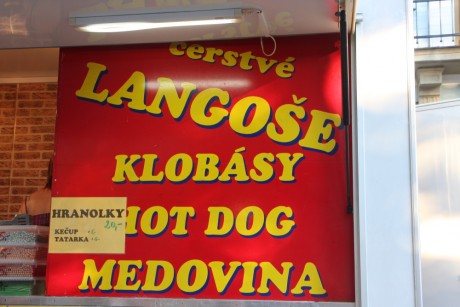 čerstvé
LANGOŠE
KLOBÁSY
HOT DOG
MEDOVINA
HRANOLKY
KEČUP
TATARKA